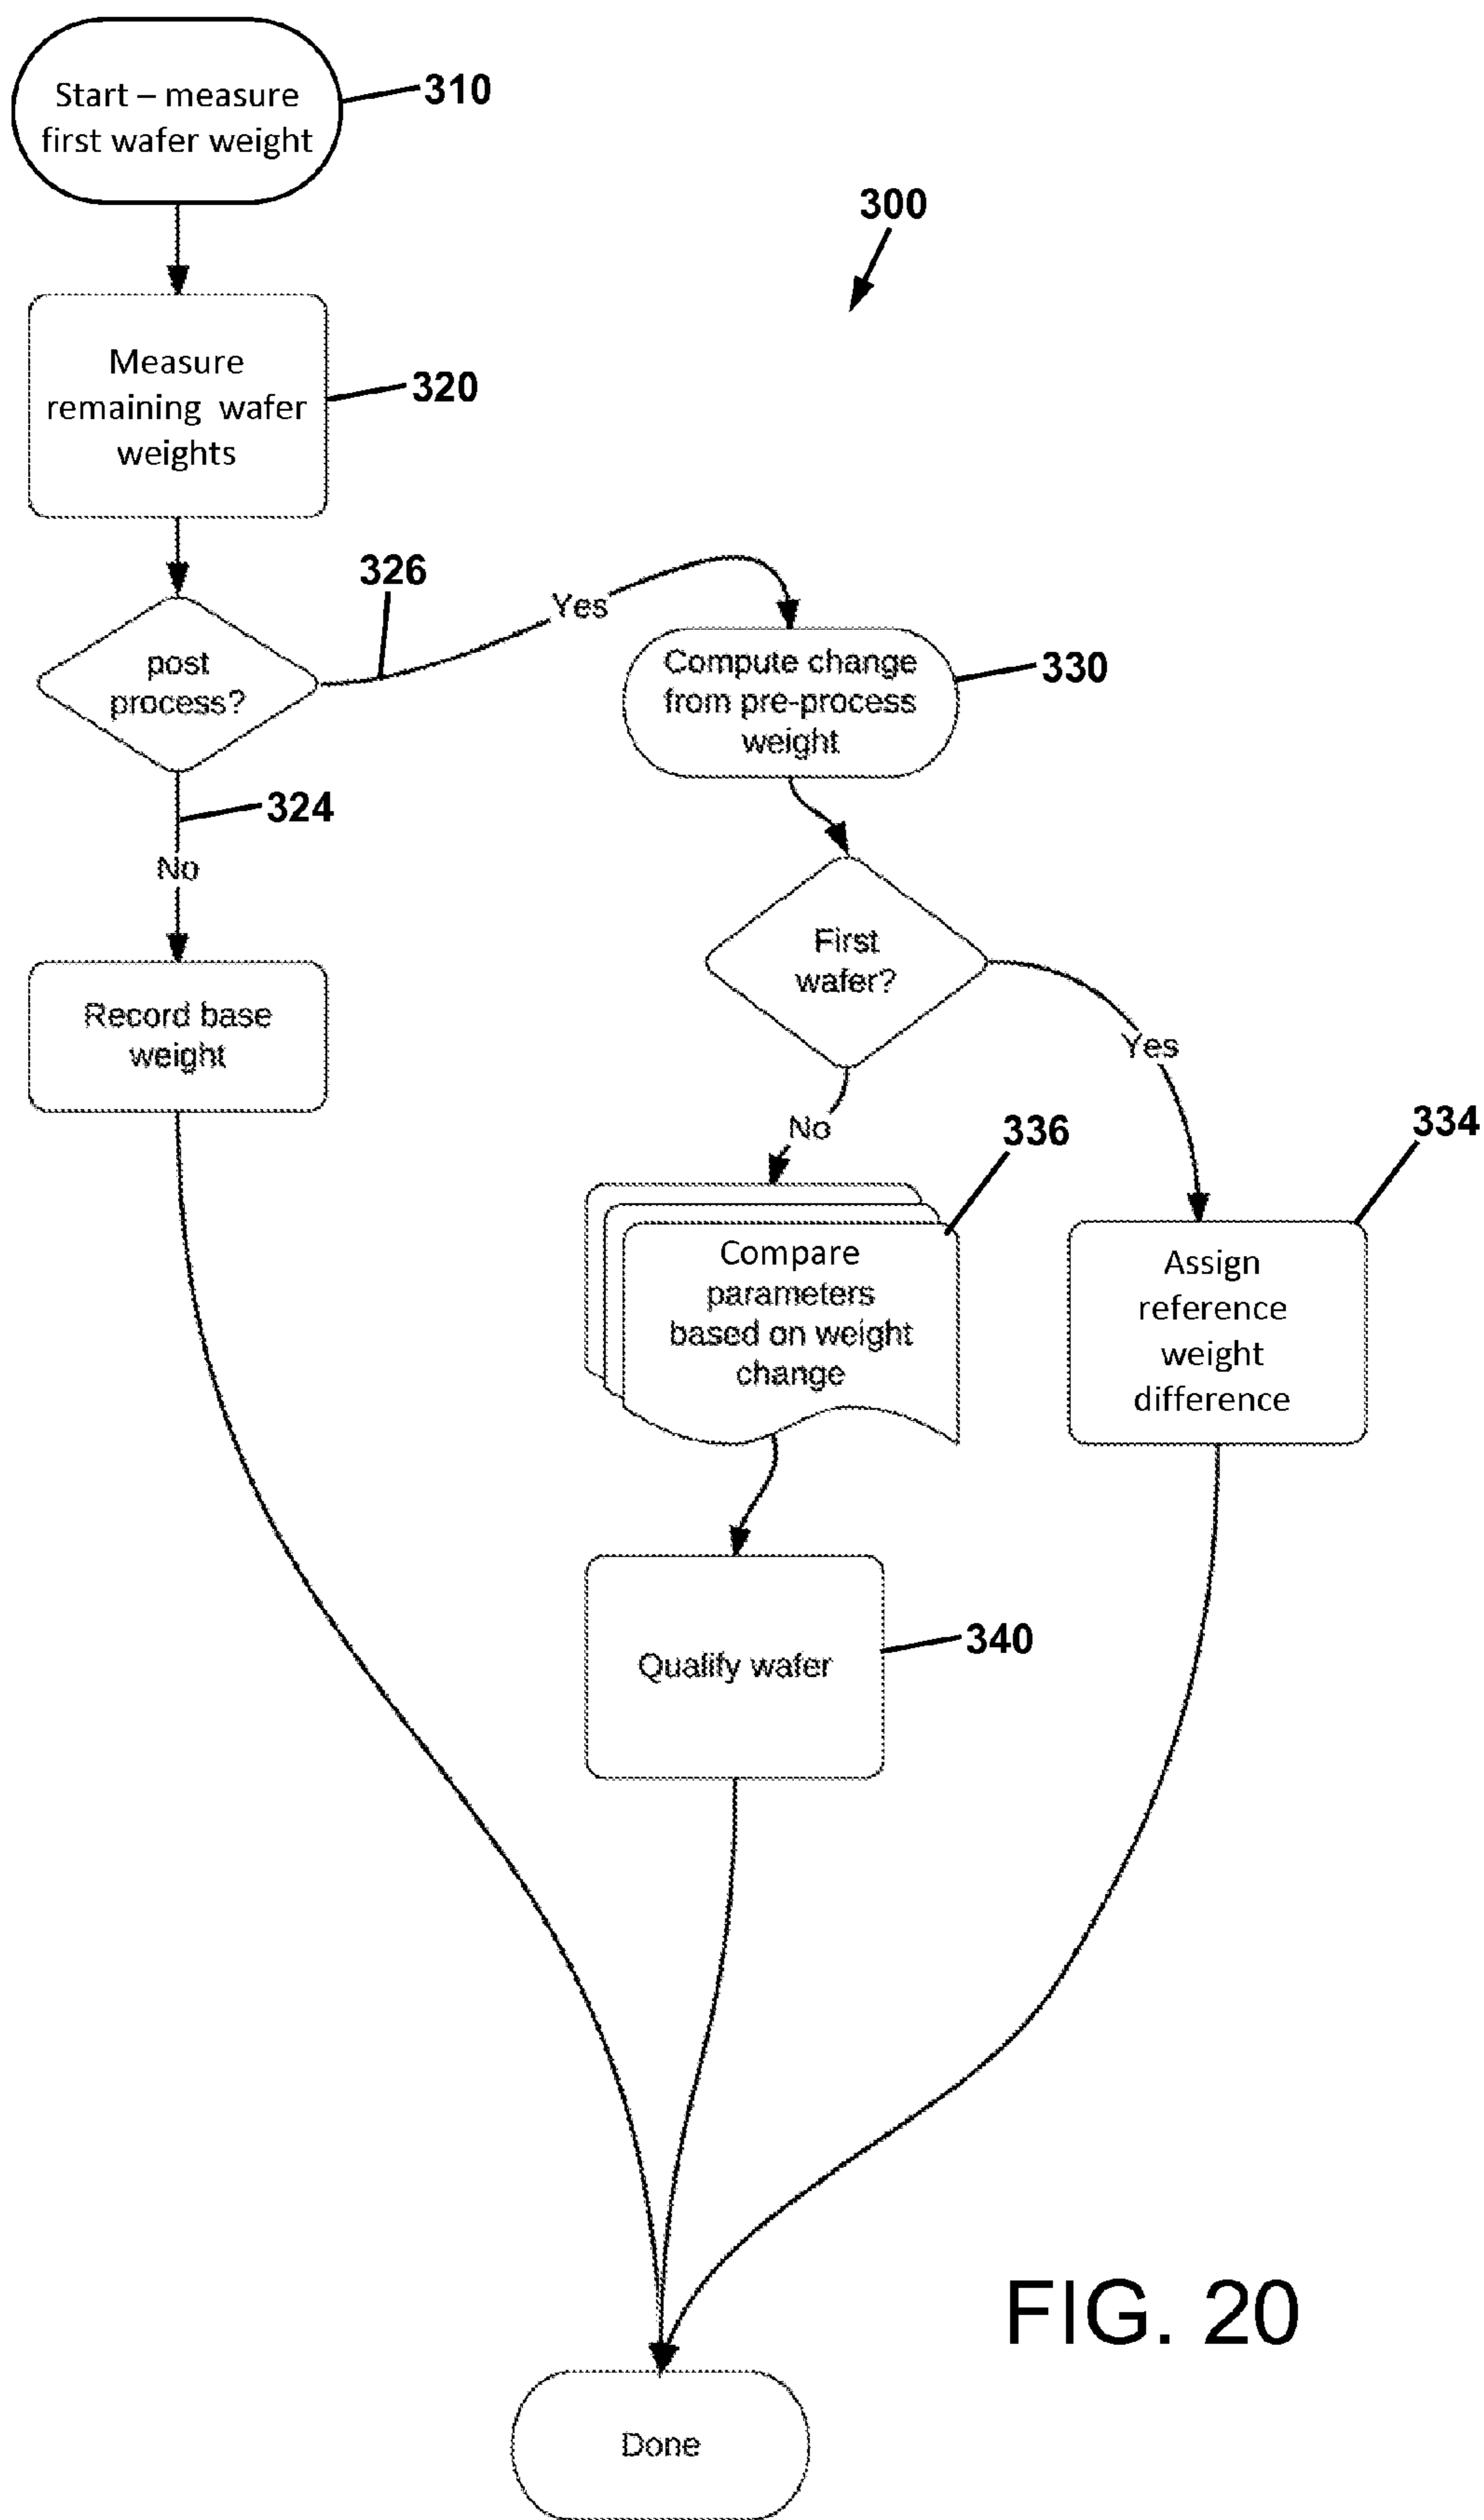 Start – measure
first wafer weight
310
300
Measure
remaining wafer
weights
320
326
Yes
post
process?
Compute change
from pre-process
weight
330
324
No
First
wafer?
Record base
weight
Yes
No
336
334
Compare
parameters
based on weight
change
Assign
reference
weight
difference
Qualify wafer
340
FIG. 20
Done